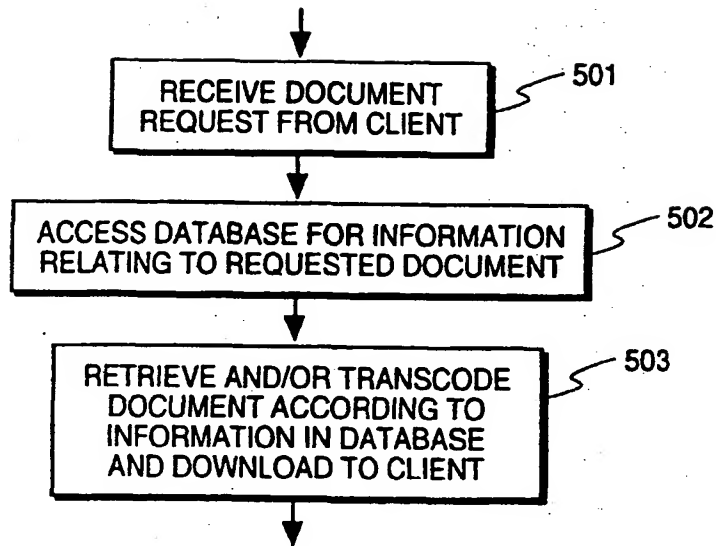 RECEIVE DOCUMENT
REQUEST FROM CLIENT
501
ACCESS DATABASE FOR INFORMATION
RELATING TO REQUESTED DOCUMENT
502
RETRIEVE AND/OR TRANSCODE
DOCUMENT ACCORDING TO
INFORMATION IN DATABASE
AND DOWNLOAD TO CLIENT
503